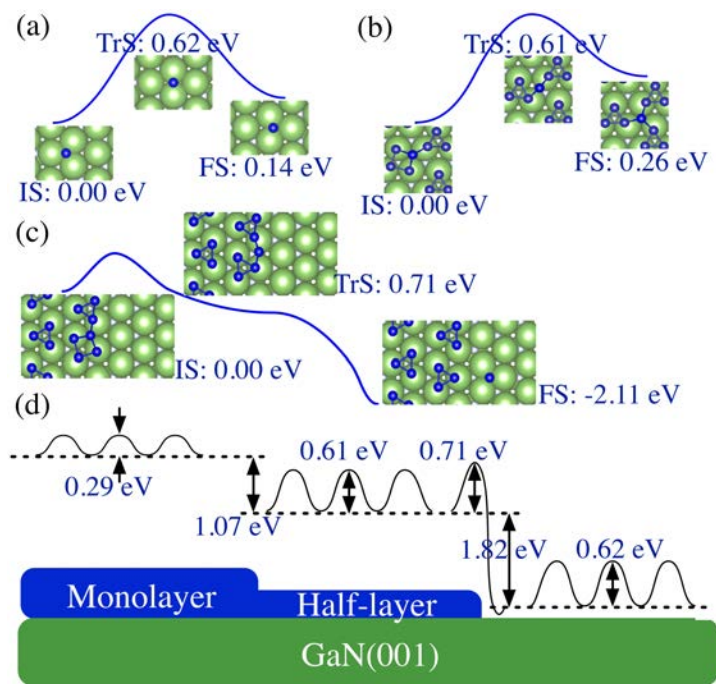 (a)
TrS: 0.62 eV
IS: 0.00 eV
FS: 0.14 eV
(b)
TrS: 0.61 eV
IS: 0.00 eV
FS: 0.26 eV
(c)
TrS: 0.71 eV
IS: 0.00 eV
FS: -2.11 eV
(d)
0.29 eV
1.07 eV
0.61 eV
0.71 eV
1.82 eV
0.62 eV
Monolayer
Half-layer
GaN(001)